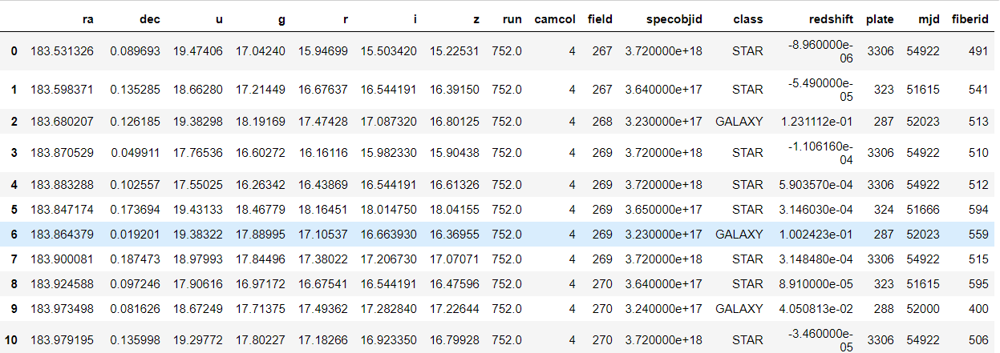 ra dec u g r i z run camcol field specobjid class redshift plate mjd fiberid
0 183.531326 0.089693 19.47406 17.04240 15.94699 15.503420 15.22531 752.0 4 267 3.720000e+18 STAR -8.960000e-06 3306 54922 491
1 183.598371 0.135285 18.66280 17.21449 16.67637 16.544191 16.39150 752.0 4 267 3.640000e+17 STAR -5.490000e-05 323 51615 541
2 183.680207 0.126185 19.38298 18.19169 17.47428 17.087320 16.80125 752.0 4 268 3.230000e+17 GALAXY 1.231112e-01 287 52023 513
3 183.870529 0.049911 17.76536 16.60272 16.16116 15.982330 15.90438 752.0 4 269 3.720000e+18 STAR -1.106160e-04 3306 54922 510
4 183.883288 0.102557 17.55025 16.26342 16.43869 16.544191 16.61326 752.0 4 269 3.720000e+18 STAR 5.903570e-04 3306 54922 512
5 183.847174 0.173694 19.43133 18.46779 18.16451 18.014750 18.04155 752.0 4 269 3.650000e+17 STAR 3.146030e-04 324 51666 594
6 183.864379 0.019201 19.38322 17.88995 17.10537 16.663930 16.36955 752.0 4 269 3.230000e+17 GALAXY 1.002423e-01 287 52023 559
7 183.900081 0.187473 18.97993 17.84496 17.38022 17.206730 17.07071 752.0 4 269 3.720000e+18 STAR 3.148480e-04 3306 54922 515
8 183.924588 0.097246 17.90616 16.97172 16.67541 16.544191 16.47596 752.0 4 270 3.640000e+17 STAR 8.910000e-05 323 51615 595
9 183.973498 0.081626 18.67249 17.71375 17.49362 17.282840 17.22644 752.0 4 270 3.240000e+17 GALAXY 4.050813e-02 288 52000 400
10 183.979195 0.135998 19.29772 17.80227 17.18266 16.923350 16.79928 752.0 4 270 3.720000e+18 STAR -3.460000e-05 3306 54922 506